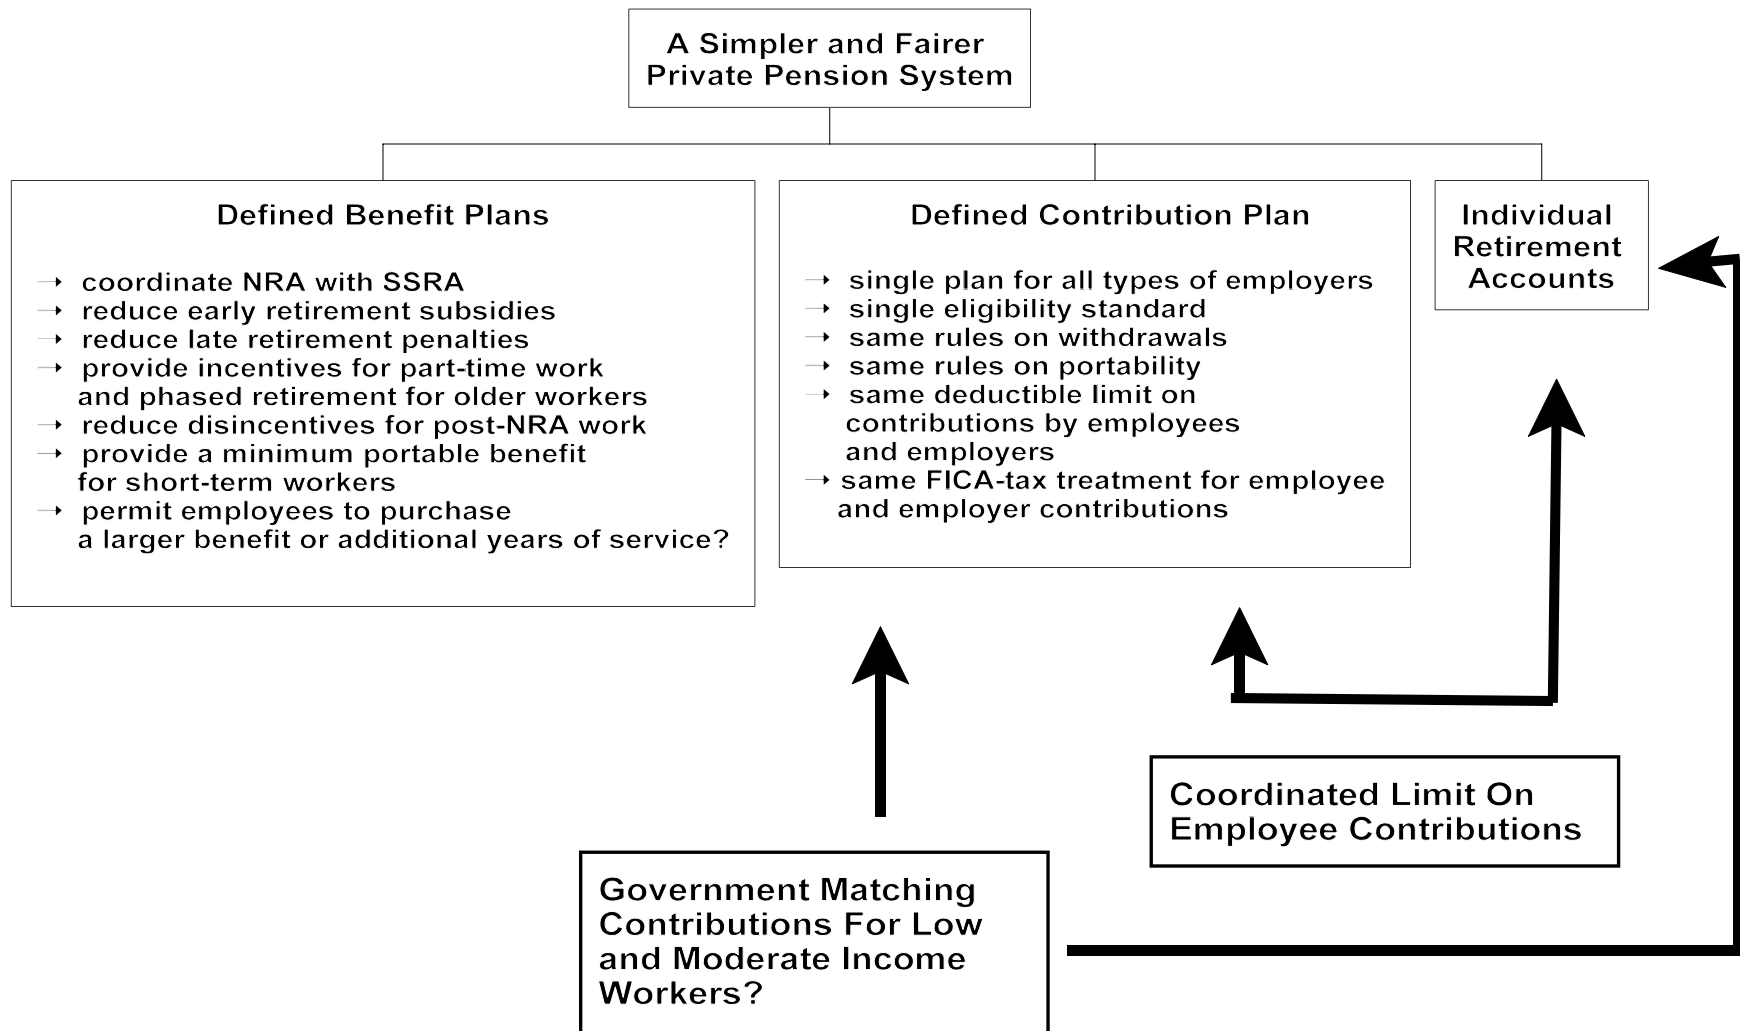 A Simpler and Fairer
Private Pension System
Defined Benefit Plans
→ coordinate NRA with SSRA
→ reduce early retirement subsidies
→ reduce late retirement penalties
→ provide incentives for part-time work
and phased retirement for older workers
→ reduce disincentives for post-NRA work
→ provide a minimum portable benefit
for short-term workers
→ permit employees to purchase
a larger benefit or additional years of service?
Defined Contribution Plan
→ single plan for all types of employers
→ single eligibility standard
→ same rules on withdrawals
→ same rules on portability
→ same deductible limit on
contributions by employees
and employers
→ same FICA-tax treatment for employee
and employer contributions
Individual
Retirement
Accounts
Coordinated Limit On
Employee Contributions
Government Matching
Contributions For Low
and Moderate Income
Workers?